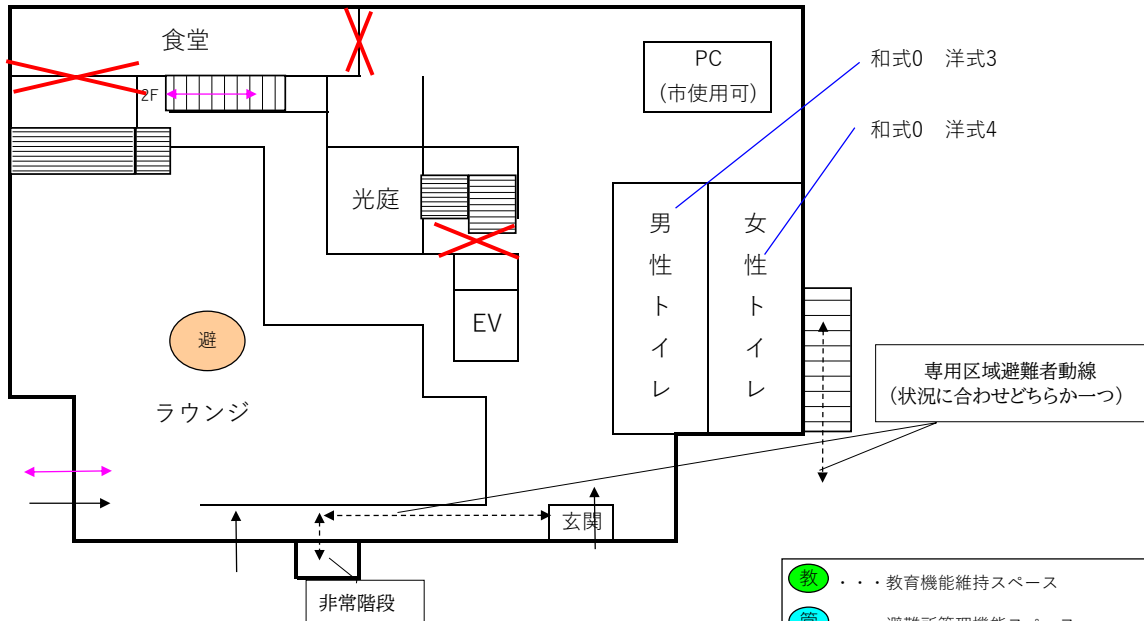 食堂
PC
(市使用可)
和式0　洋式3
2F
和式0　洋式4
光庭
男性トイレ
女性トイレ
EV
避
専用区域避難者動線
（状況に合わせどちらか一つ）
ラウンジ
玄関
教 ・・・教育機能維持スペース
非常階段